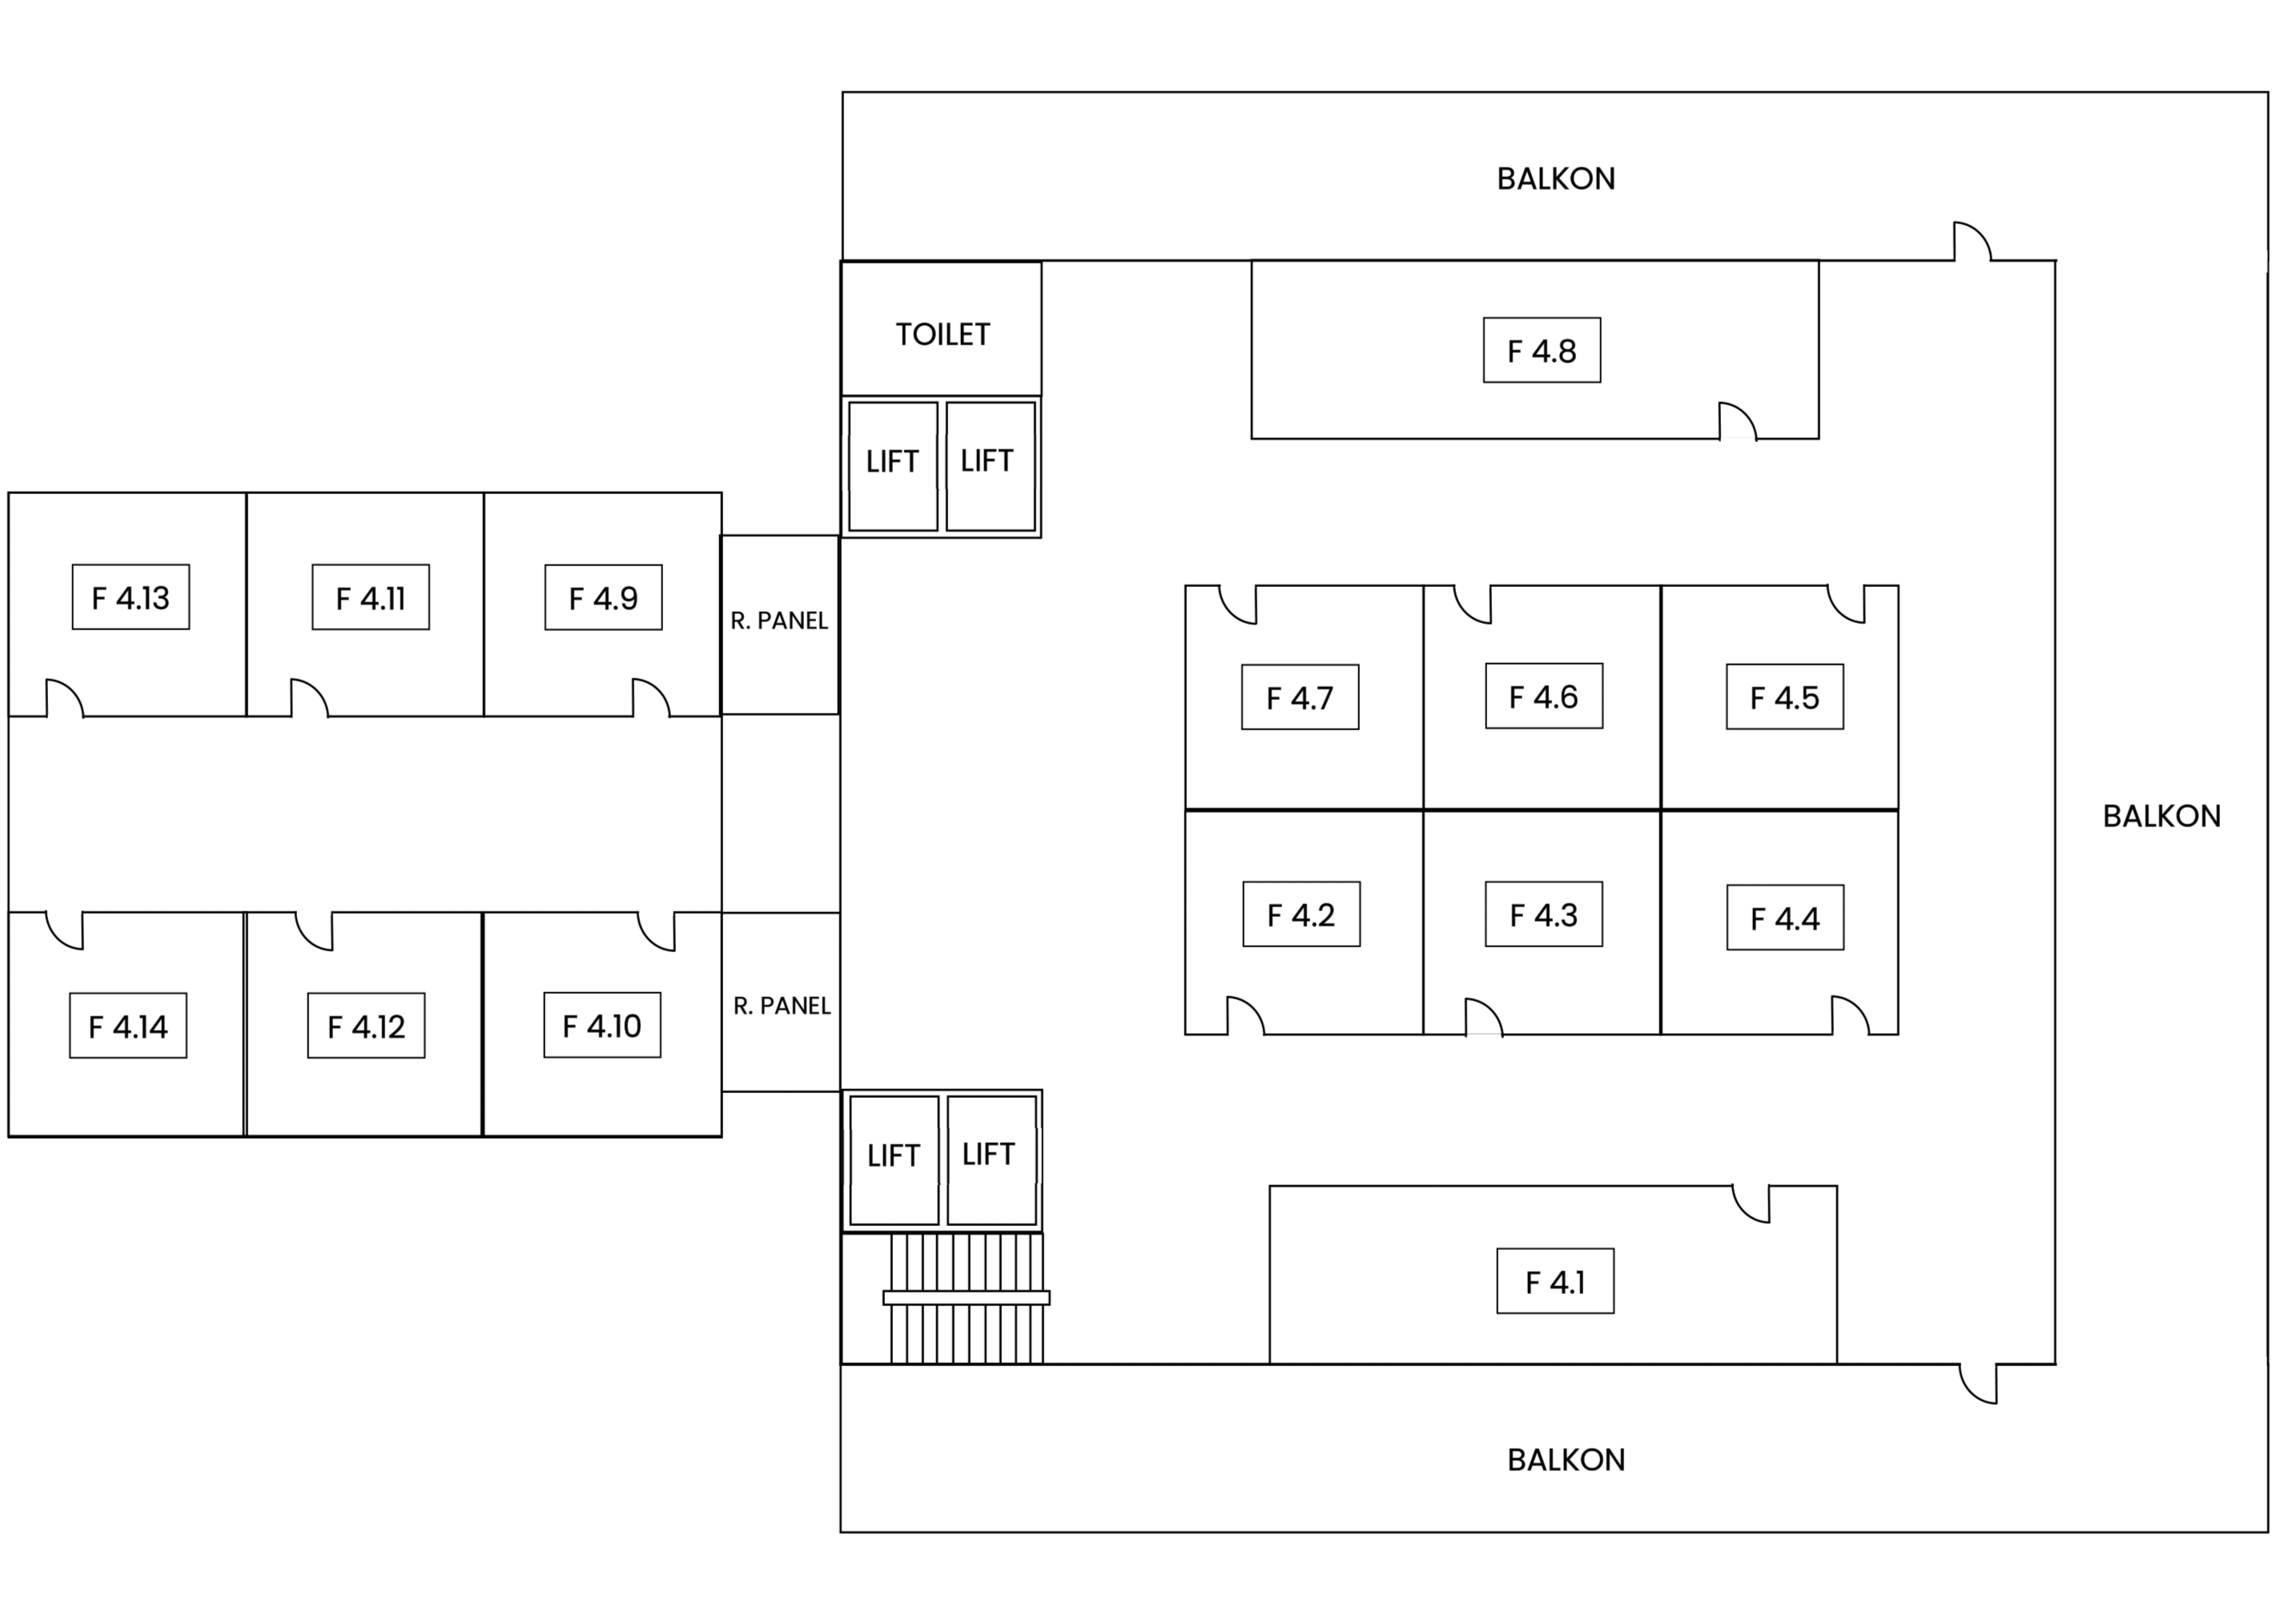 BALKON
TOILET
F 4.8
LIFT
LIFT
F 4.13
F 4.11
F 4.9
R. PANEL
F 4.7
F 4.6
F 4.5
BALKON
F 4.2
F 4.3
F 4.4
F 4.14
F 4.12
F 4.10
R. PANEL
LIFT
LIFT
F 4.1
BALKON